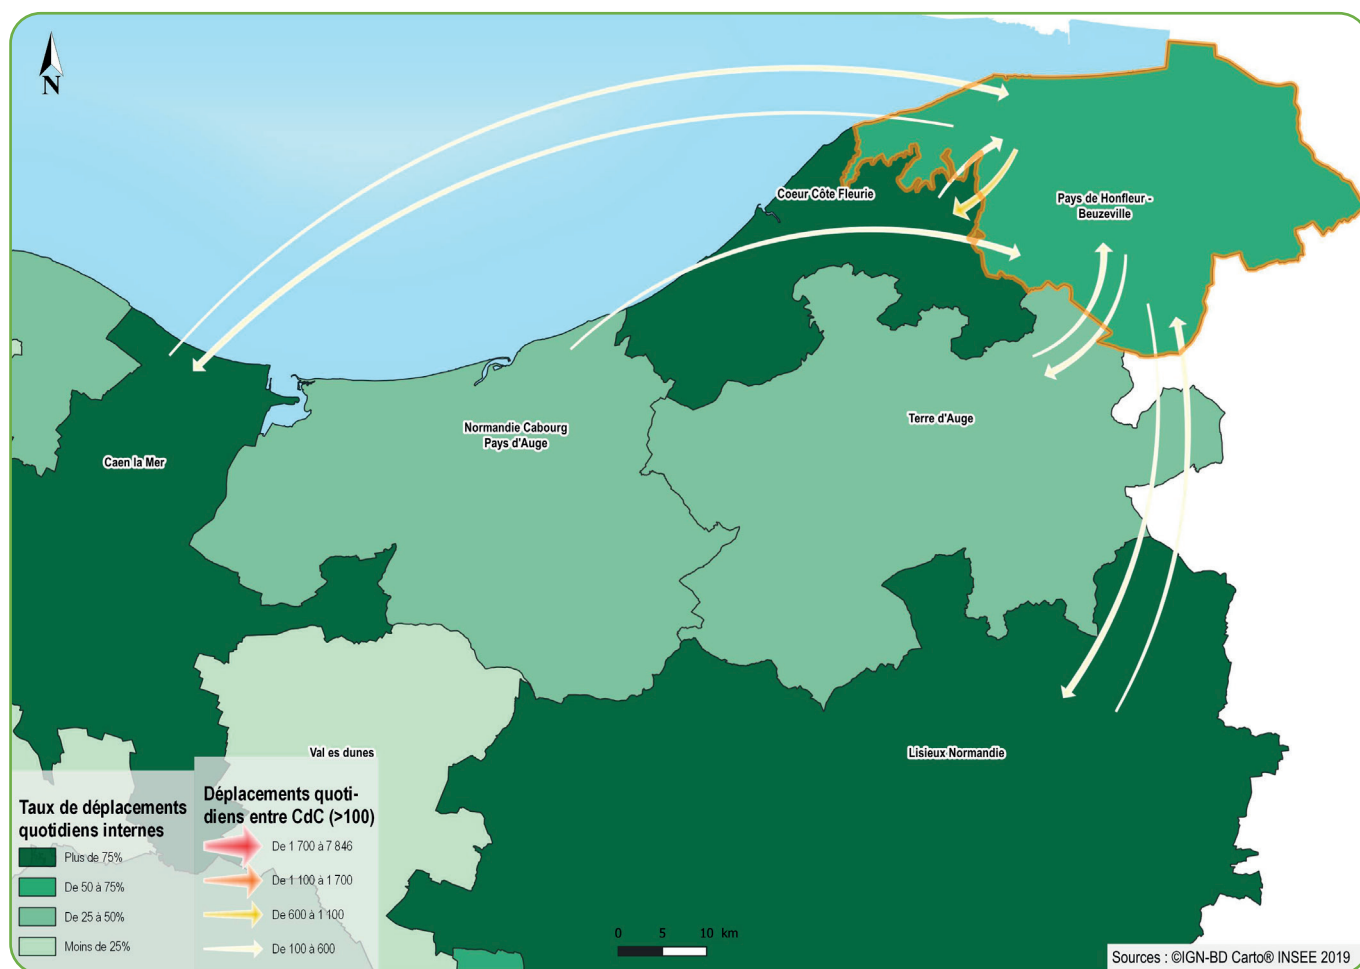 N
Coeur Côte Fleurie
Pays de Honfleur -
Beuzeville
Normandie Cabourg
Pays d'Auge
Terre d'Auge
Caen la Mer
Val es dunes
Lisieux Normandie
Taux de déplacements
quotidiens internes
Plus de 75%
De 50 à 75%
De 25 à 50%
Moins de 25%
Déplacements quoti-
diens entre CdC (>100)
De 1 700 à 7 846
De 1 100 à 1 700
De 600 à 1 100
De 100 à 600
0 5 10 km
Sources : ©IGN-BD Carto® INSEE 2019